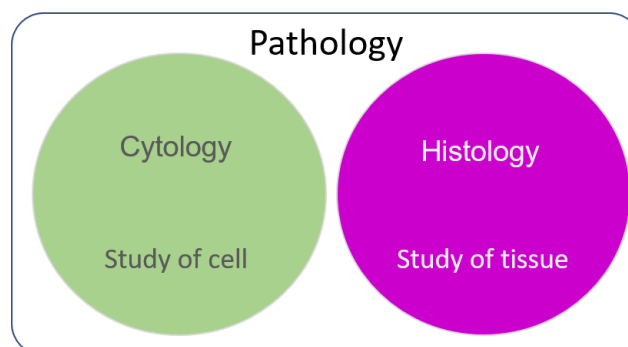 Pathology
Cytology
Study of cell
Histology
Study of tissue